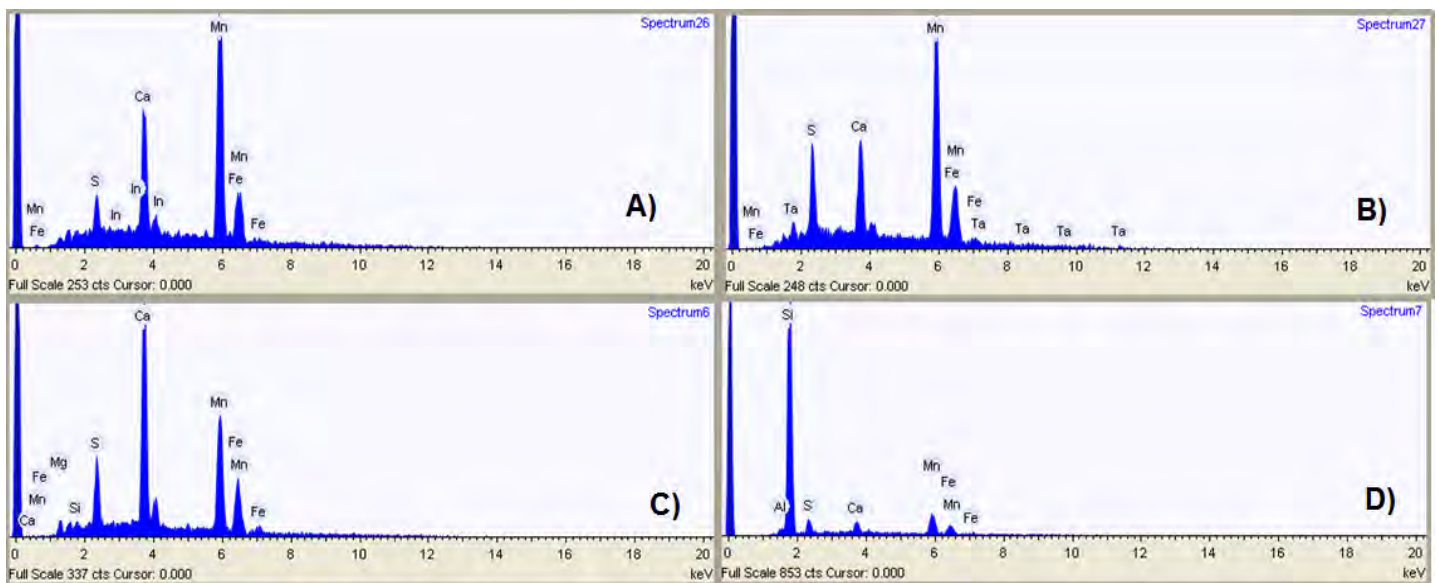 Spectrum26
Mn
Ca
Mn
S
In
In
Fe
Mn
In
Fe
Fe
A)
0 2 4 6 8 10 12 14 16 18 20
Full Scale 253 cts Cursor: 0.000 keV
Spectrum27
Mn
S
Ca
Mn
Fe
Ta
Mn
Fe
Fe
Ta
Ta
Ta
Ta
B)
0 2 4 6 8 10 12 14 16 18 20
Full Scale 248 cts Cursor: 0.000 keV
Spectrum6
Ca
Mn
S
Fe
Mg
Fe
Mn
Mn
Si
Fe
Ca
C)
0 2 4 6 8 10 12 14 16 18 20
Full Scale 337 cts Cursor: 0.000 keV
Spectrum7
Si
Mn
Fe
Al
S
Ca
Mn
Fe
D)
0 2 4 6 8 10 12 14 16 18 20
Full Scale 853 cts Cursor: 0.000 keV